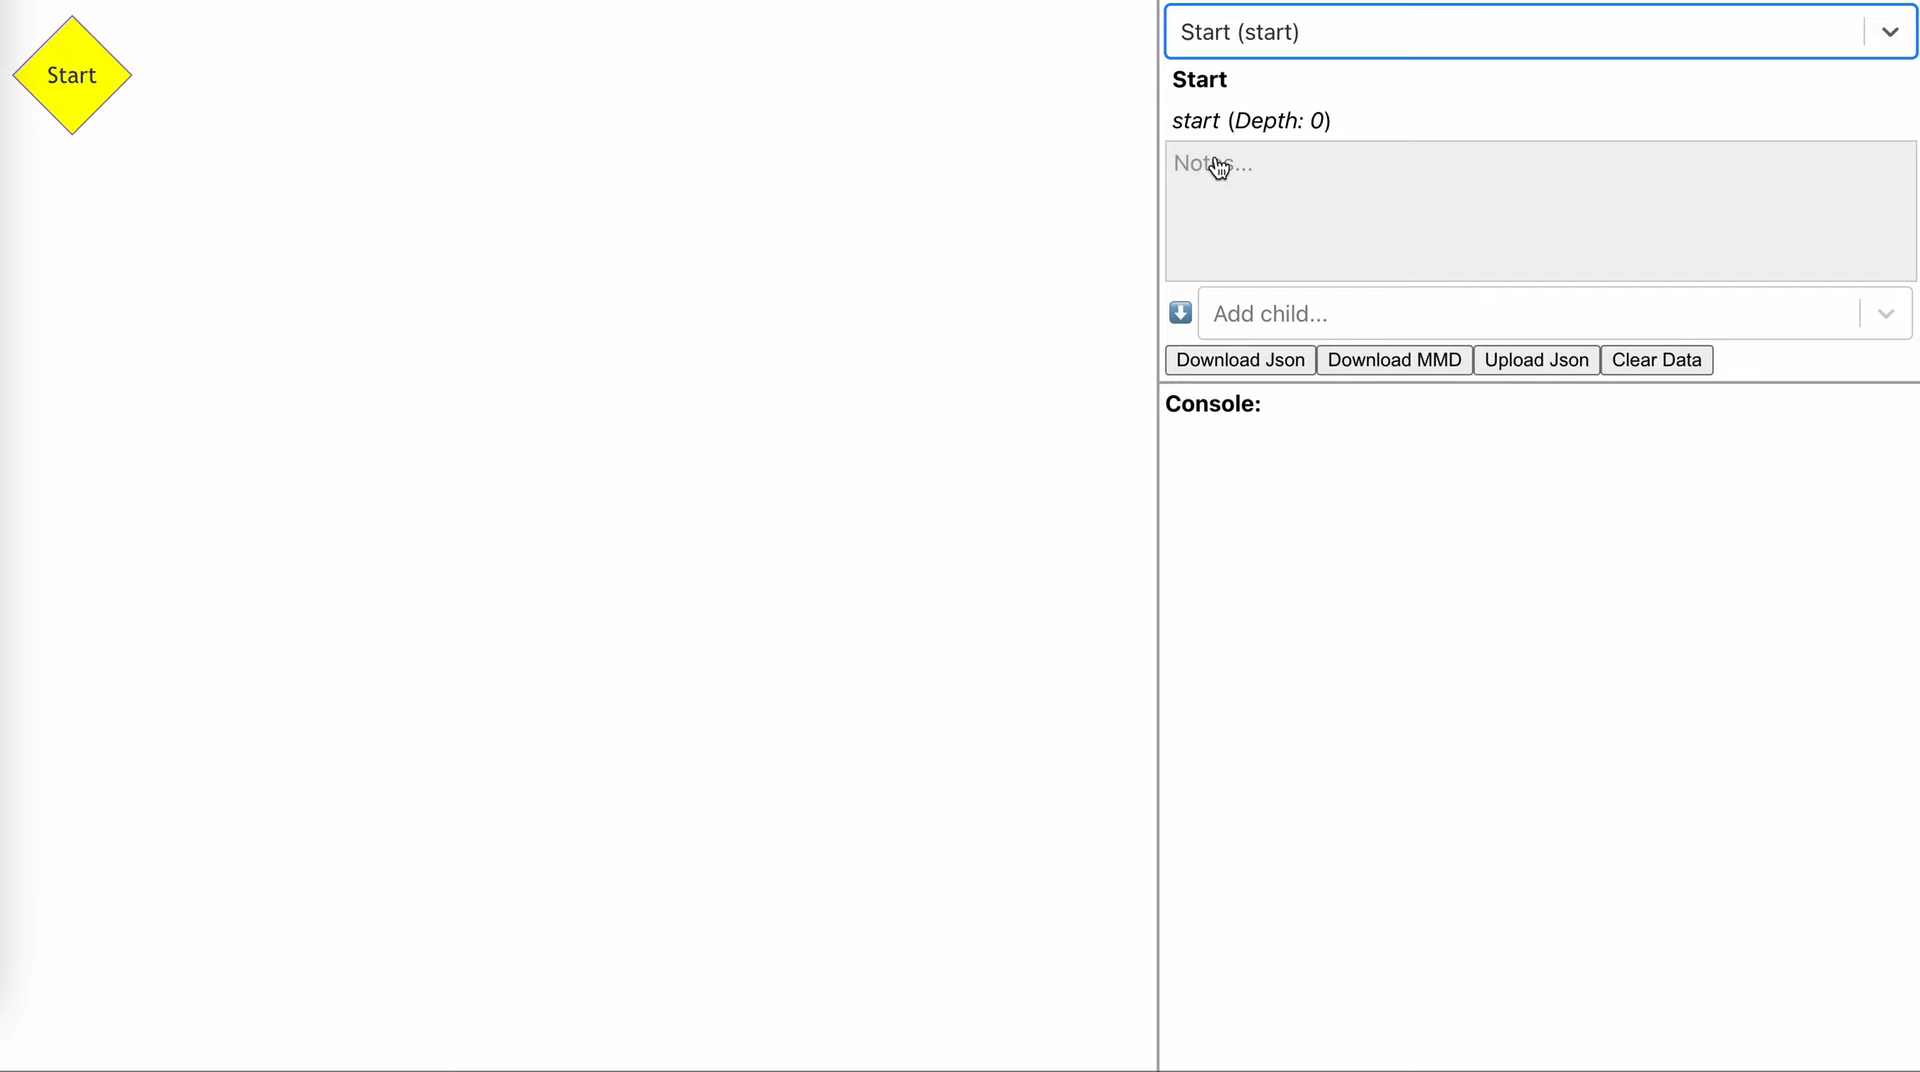 Start
Start (start)
Start
start (Depth: 0)
Notes...
Add child...
Download Json
Download MMD
Upload Json
Clear Data
Console: